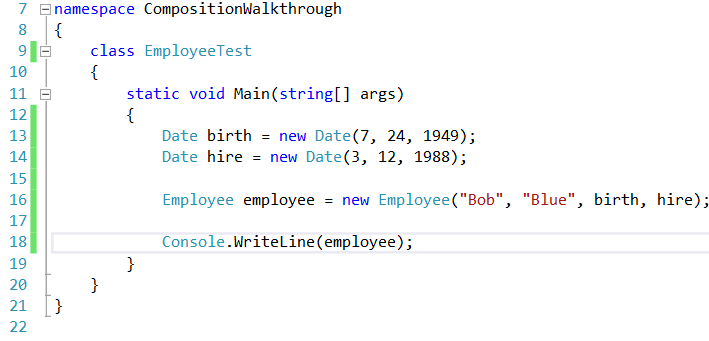 7 namespace CompositionWalkthrough
8 {
9 class EmployeeTest
10 {
11 static void Main(string[] args)
12 {
13 Date birth = new Date(7, 24, 1949);
14 Date hire = new Date(3, 12, 1988);
15
16 Employee employee = new Employee("Bob", "Blue", birth, hire);
17
18 Console.WriteLine(employee);
19 }
20 }
21 }
22